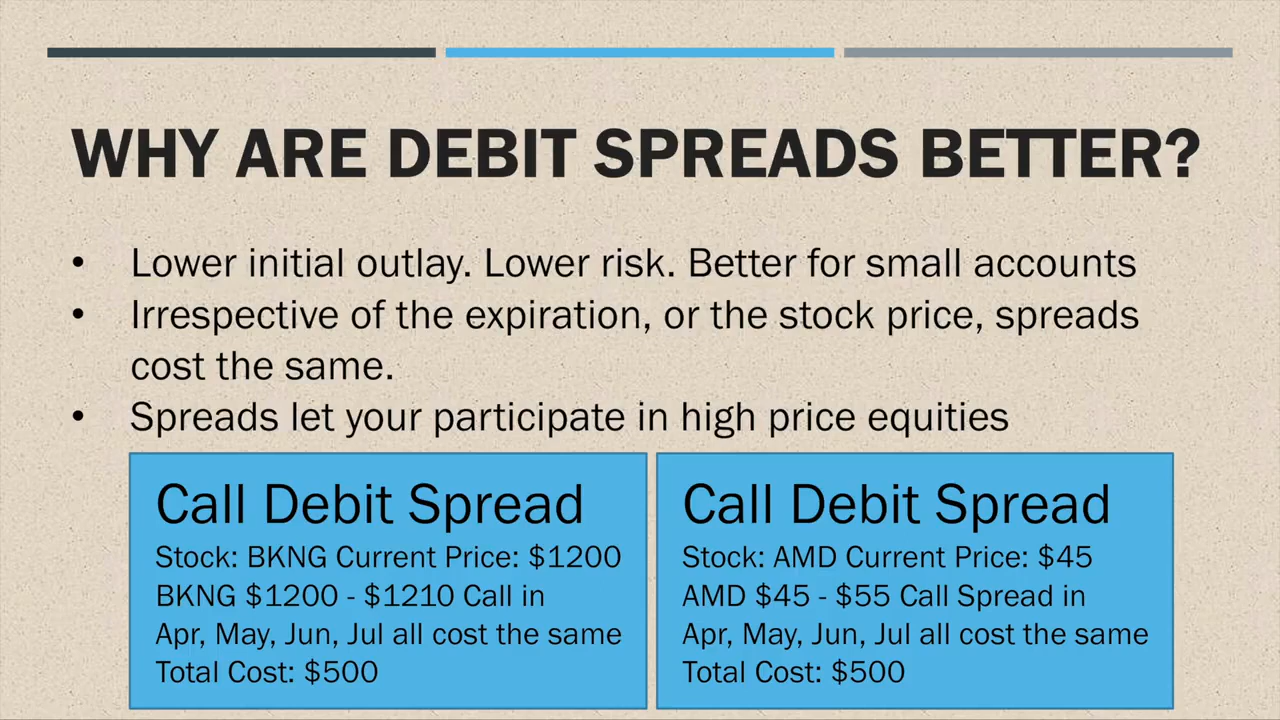 WHY ARE DEBIT SPREADS BETTER?
• Lower initial outlay. Lower risk. Better for small accounts
• Irrespective of the expiration, or the stock price, spreads
cost the same.
• Spreads let your participate in high price equities
Call Debit Spread
Stock: BKNG Current Price: $1200
BKNG $1200 - $1210 Call in
Apr, May, Jun, Jul all cost the same
Total Cost: $500
Call Debit Spread
Stock: AMD Current Price: $45
AMD $45 - $55 Call Spread in
Apr, May, Jun, Jul all cost the same
Total Cost: $500